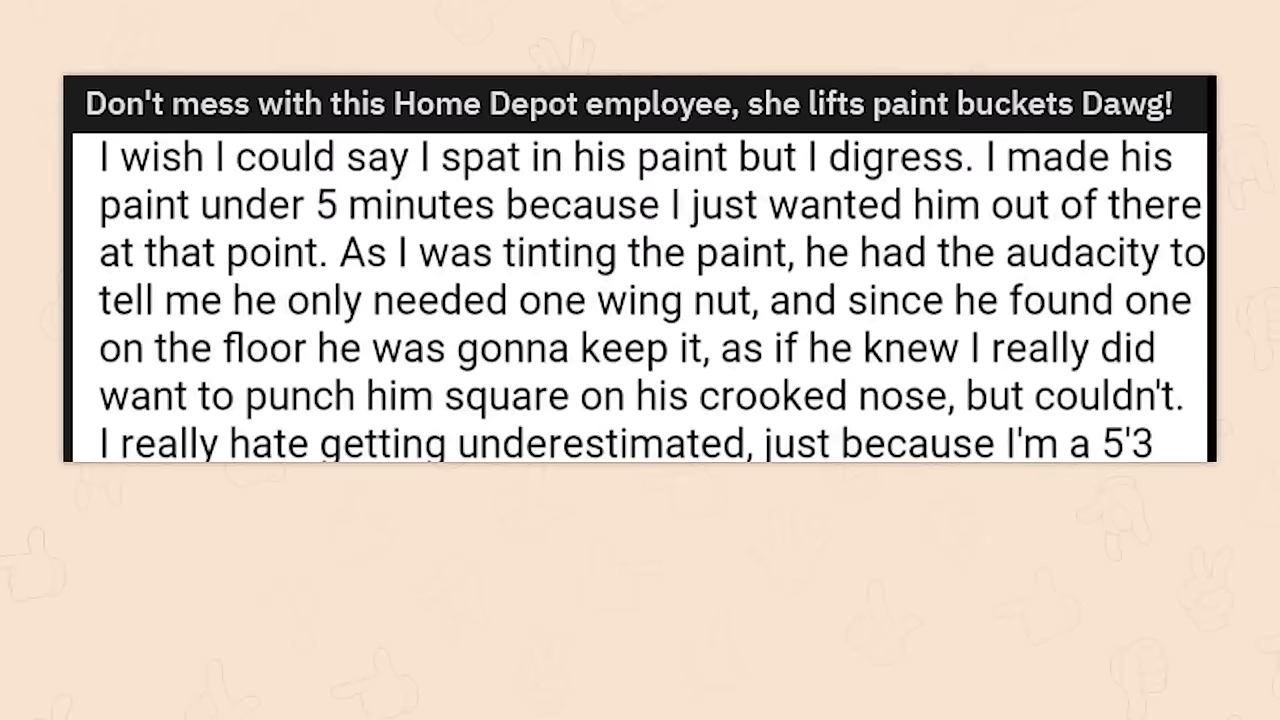 Don't mess with this Home Depot employee, she lifts paint buckets Dawg!
I wish I could say I spat in his paint but I digress. I made his
paint under 5 minutes because I just wanted him out of there
at that point. As I was tinting the paint, he had the audacity to
tell me he only needed one wing nut, and since he found one
on the floor he was gonna keep it, as if he knew I really did
want to punch him square on his crooked nose, but couldn't.
I really hate getting underestimated, just because I'm a 5'3